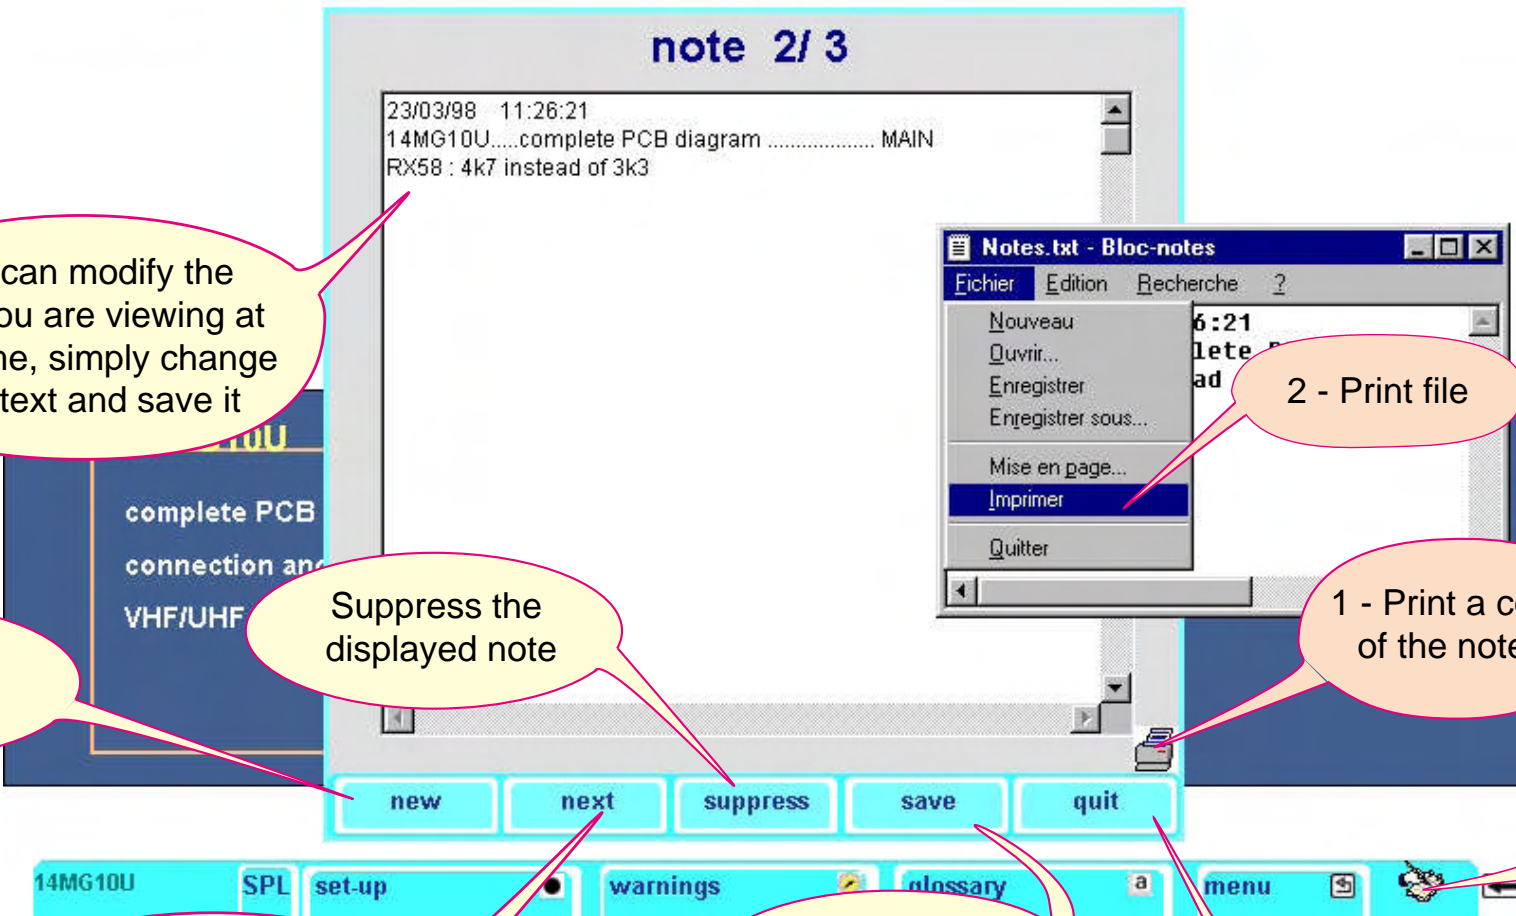 note 2/ 3
23/03/98 11:26:21
14MG10U.....complete PCB diagram ................... MAIN
RX58 : 4k7 instead of 3k3
can modify the
you are viewing at
simply change
text and save it
Notes.txt - Bloc-notes
Fichier Edition Recherche ?
Nouveau
Ouvrir...
Enregistrer
Enregistrer sous...
Mise en page...
Imprimer
Quitter
6:21
lete
ad
2 - Print file
10U
complete PCB
connection and
VHF/UHF
Suppress the
displayed note
1 - Print a
of the note
new next suppress save quit
14MG10U SPL set-up warnings glossary a menu